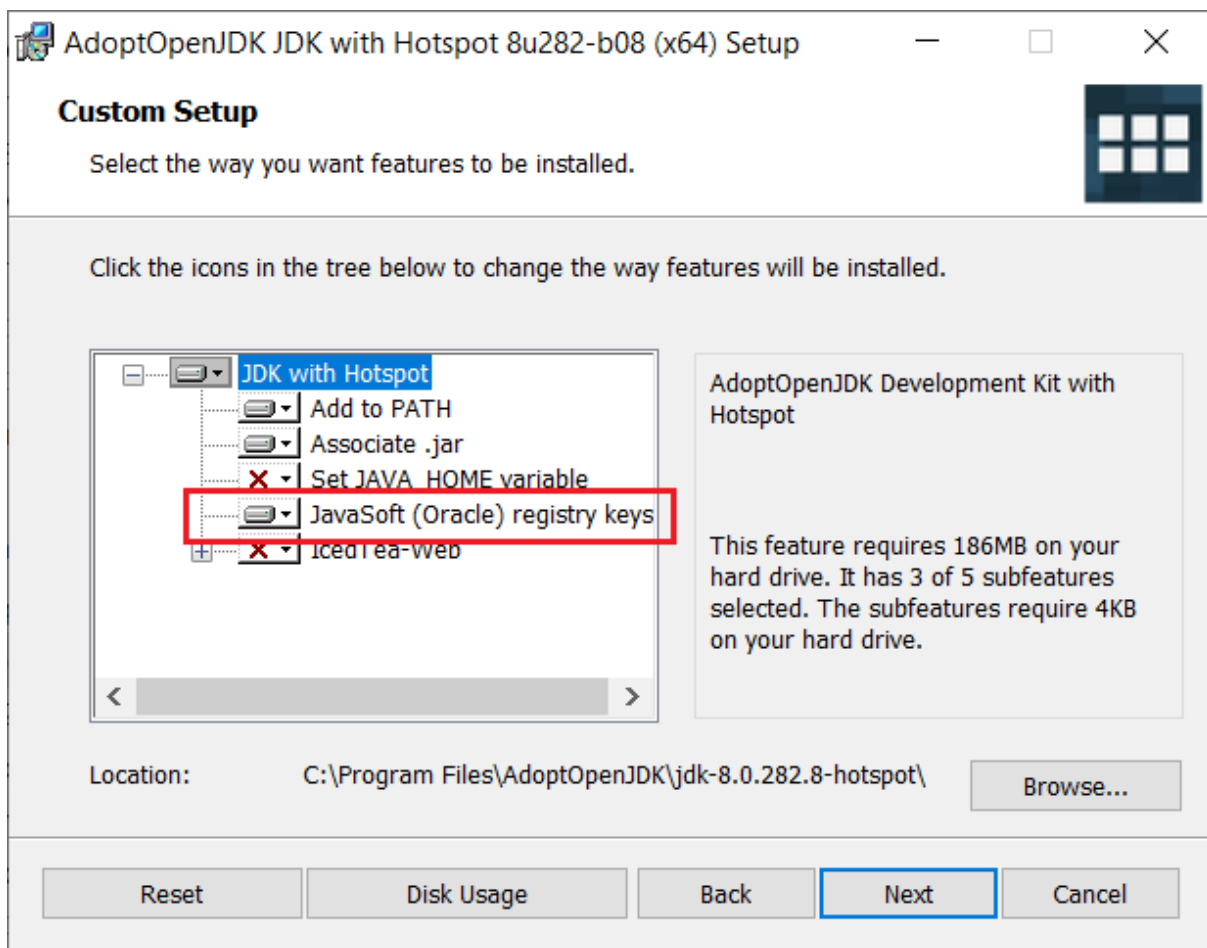 AdoptOpenJDK JDK with Hotspot 8u282-b08 (x64) Setup
Custom Setup
Select the way you want features to be installed.
Click the icons in the tree below to change the way features will be installed.
JDK with Hotspot
Add to PATH
Associate .jar
Set JAVA_HOME variable
JavaSoft (Oracle) registry keys
IcedTea-Web
AdoptOpenJDK Development Kit with
Hotspot
This feature requires 186MB on your
hard drive. It has 3 of 5 subfeatures
selected. The subfeatures require 4KB
on your hard drive.
Location: C:\Program Files\AdoptOpenJDK\jdk-8.0.282.8-hotspot\
Browse...
Reset Disk Usage Back Next Cancel